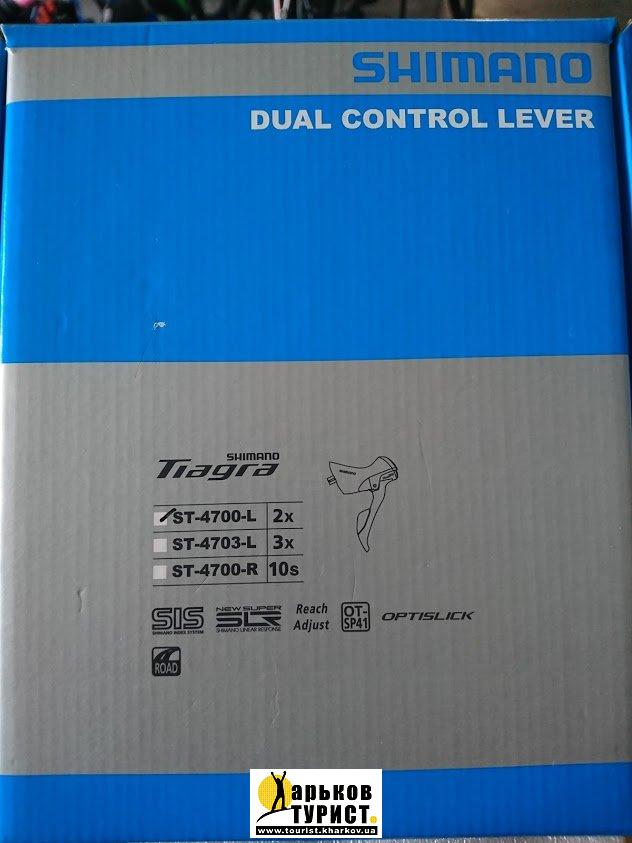 SHIMANO
DUAL CONTROL LEVER
SHIMANO
Tiagra
SHIMANO
ST-4700-L 2x
ST-4703-L 3x
ST-4700-R 10s
SIS
SHIMANO INDEX SYSTEM
NEW SUPER
SLR
SHIMANO LINEAR RESPONSE
Reach
Adjust
OT-
SP41
OPTISLICK
ROAD
Харьков
ТУРИСТ.
www.tourist.kharkov.ua